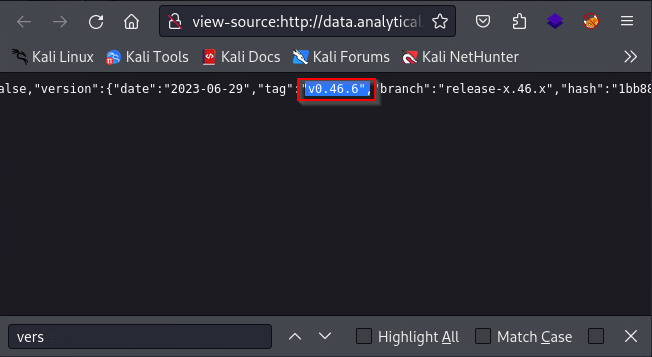 view-source:http://data.analytical
Kali Linux Kali Tools Kali Docs Kali Forums Kali NetHunter
alse,"version":{"date":"2023-06-29","tag":"v0.46.6","branch":"release-x.46.x","hash":"1bb88
vers Highlight All Match Case